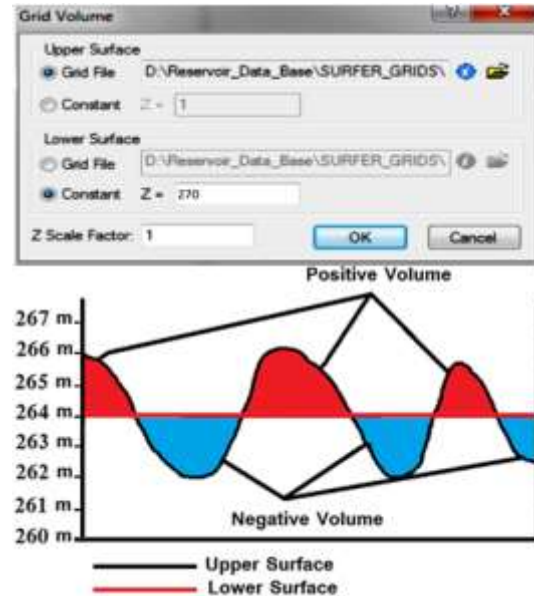 Grid Volume
Upper Surface
Grid File D:\Reservoir_Data_Base\SURFER_GRIDS\
Constant Z = 1
Lower Surface
Grid File D:\Reservoir_Data_Base\SURFER_GRIDS\
Constant Z = 270
Z Scale Factor: 1 OK Cancel
Positive Volume
267 m
266 m
265 m
264 m
263 m
262 m
261 m
260 m
Negative Volume
Upper Surface
Lower Surface